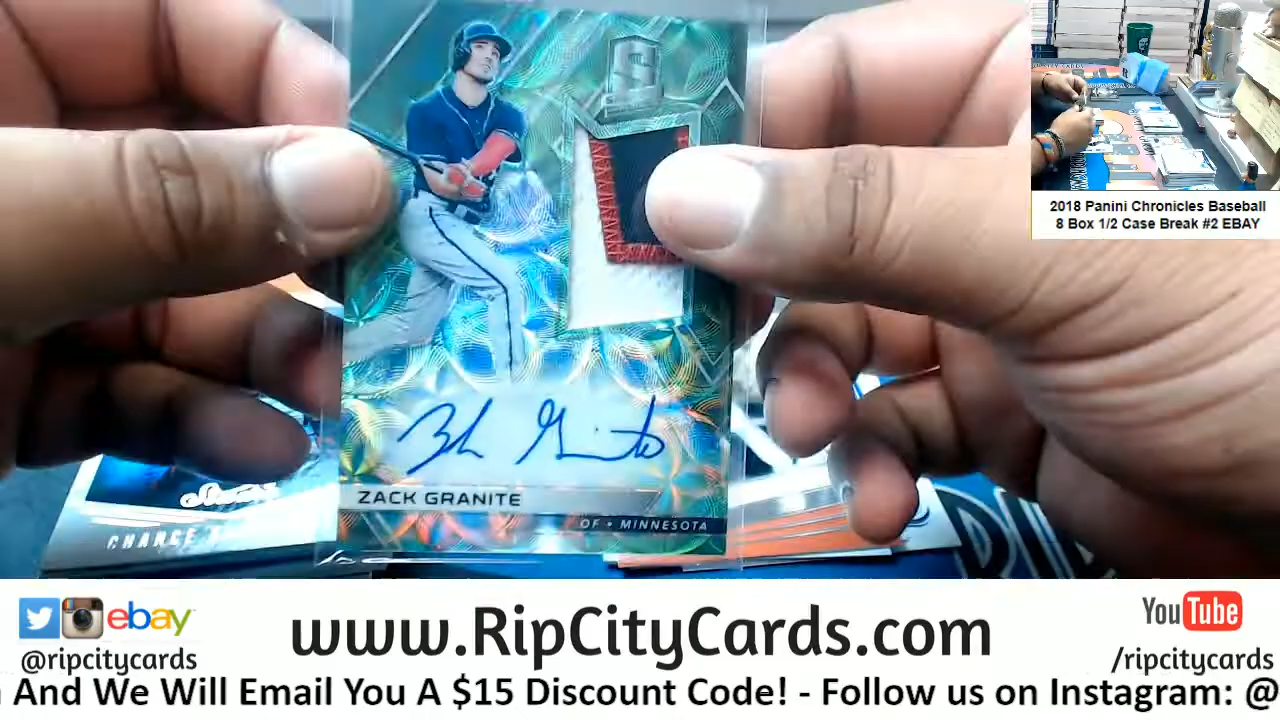 S
ZACK GRANITE
OF • MINNESOTA
2018 Panini Chronicles Baseball
8 Box 1/2 Case Break #2 EBAY
ebay
@ripcitycards
www.RipCityCards.com
YouTube
/ripcitycards
And We Will Email You A $15 Discount Code! - Follow us on Instagram: @